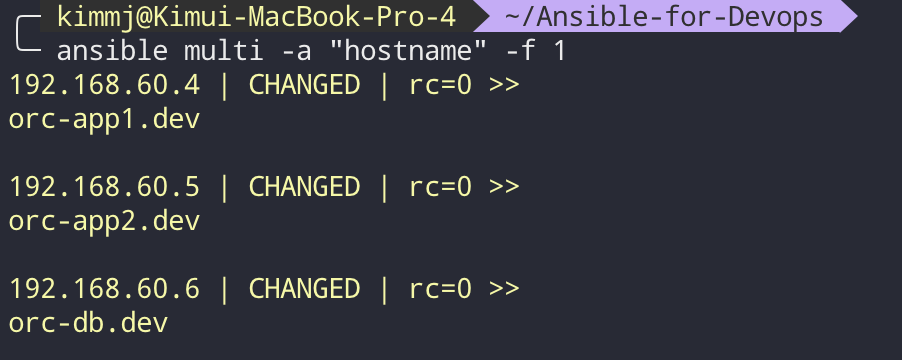 kimmj@Kimui-MacBook-Pro-4 ~/Ansible-for-Devops
ansible multi -a "hostname" -f 1
192.168.60.4 | CHANGED | rc=0 >>
orc-app1.dev
192.168.60.5 | CHANGED | rc=0 >>
orc-app2.dev
192.168.60.6 | CHANGED | rc=0 >>
orc-db.dev